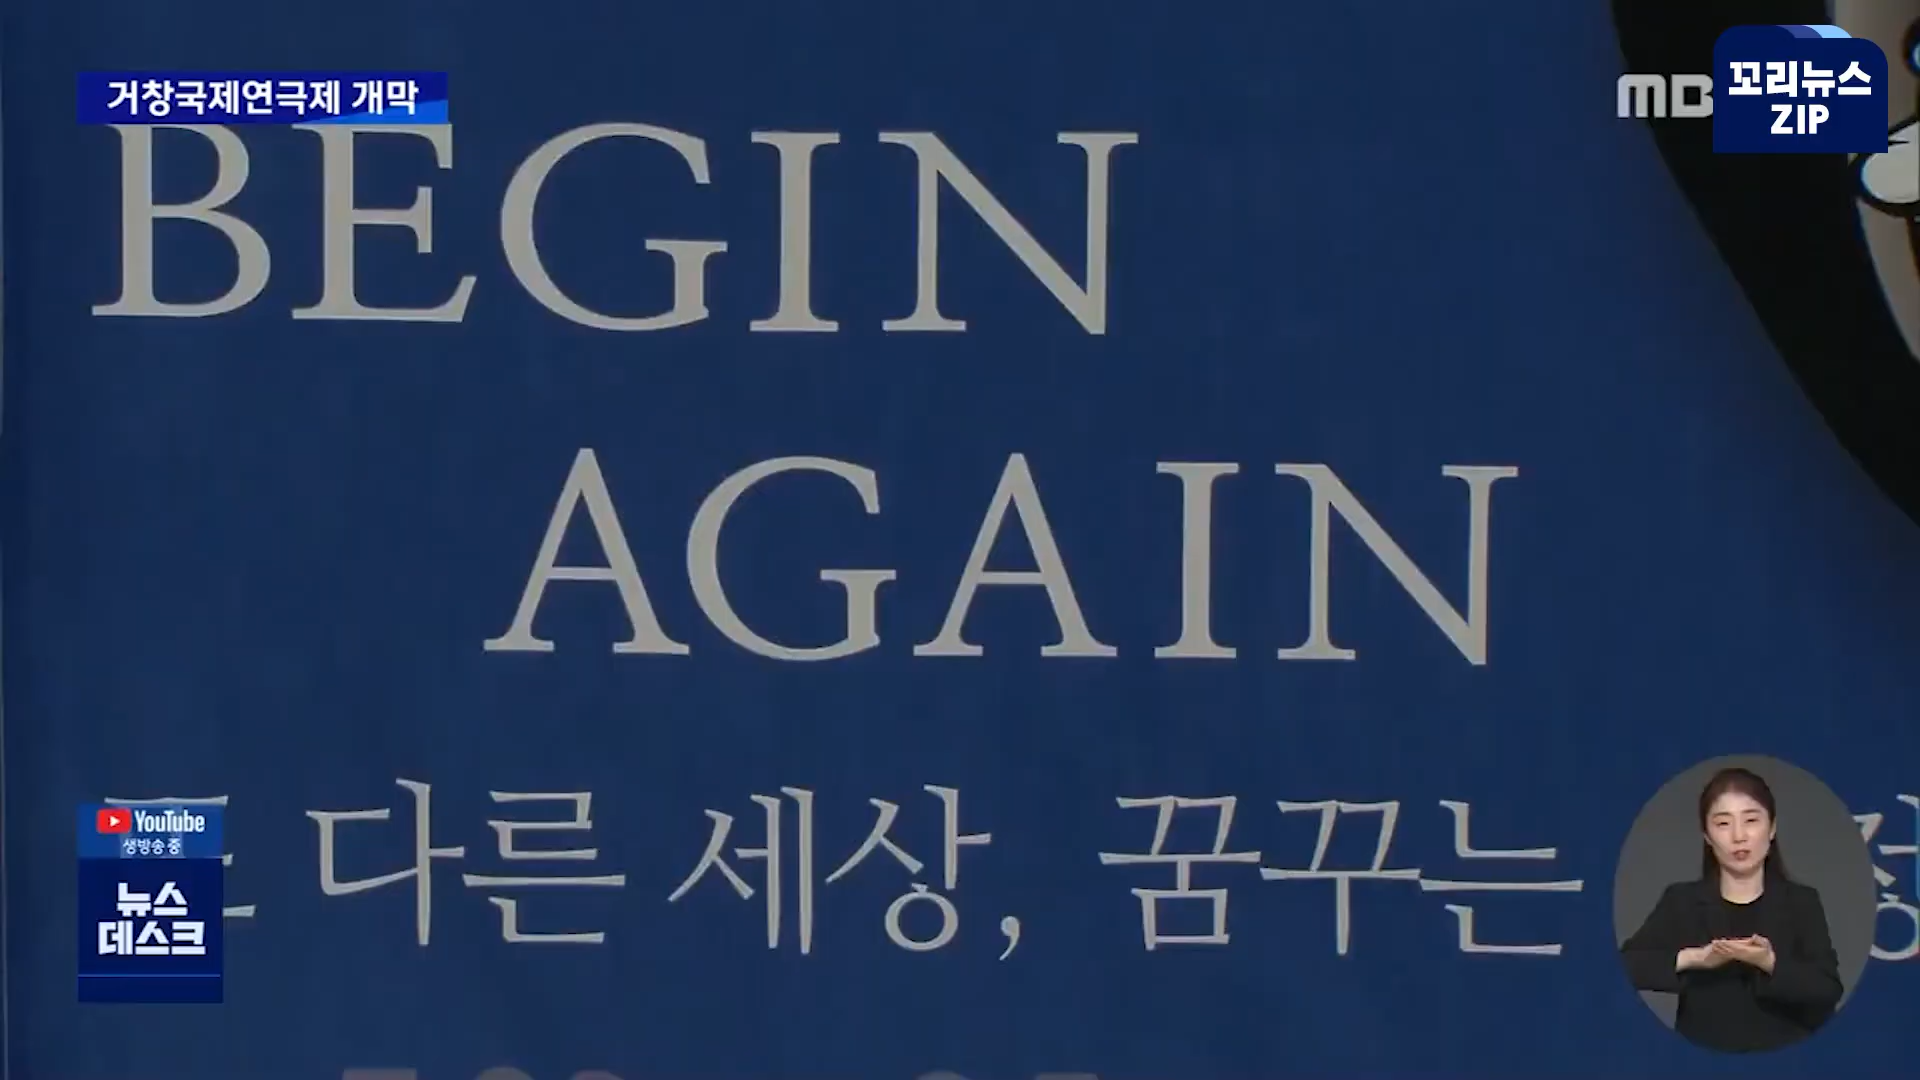 거창국제연극제 개막
MB
꼬리뉴스
ZIP
BEGIN
AGAIN
다른 세상, 꿈꾸는
YouTube
생방송 중
뉴스
데스크